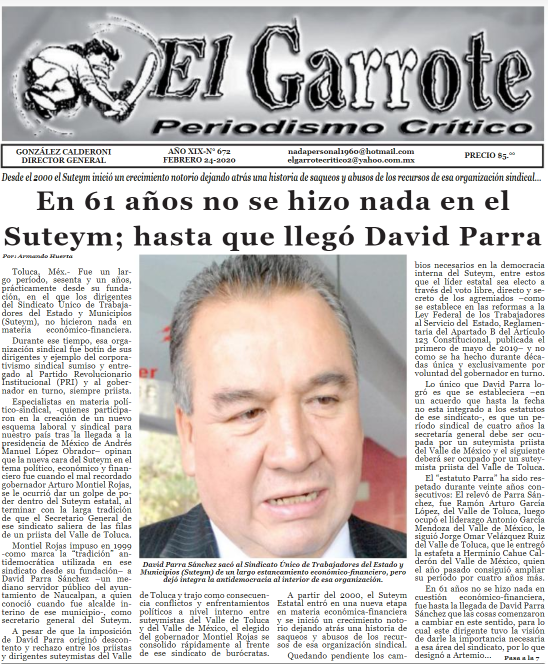 El Garrote
Periodismo Crítico
GONZÁLEZ CALDERONI
DIRECTOR GENERAL
AÑO XIX-Nº 672
FEBRERO 24-2020
nadapersonal1960@hotmail.com
elgarrotecritico2@yahoo.com.mx
PRECIO $5.°°
Desde el 2000 el Suteym inició un crecimiento notorio dejando atrás una historia de saqueos y abusos de los recursos de esa organización sindical...
En 61 años no se hizo nada en el
Suteym; hasta que llegó David Parra
Por: Armando Huerta
Toluca, Méx.- Fue un lar-
go período, sesenta y un años,
prácticamente desde su fun-
dación, en el que los dirigentes
del Sindicato Único de Trabaja-
dores del Estado y Municipios
(Suteym), no hicieron nada en
materia económico-financiera.
Durante ese tiempo, esa or-
ganización sindical fue botín de sus
dirigentes y ejemplo del corpora-
tivismo sindical sumiso y entre-
gado al Partido Revolucionario
Institucional (PRI) y al gober-
nador en turno, siempre priista.
Especialistas en materia polí-
tico-sindical, -quienes participa-
ron en la creación de un nuevo
esquema laboral y sindical para
nuestro país tras la llegada a la
presidencia de México de Andrés
Manuel López Obrador– opinan
que la nueva cara del Suteym en el
tema político, económico y finan-
ciero fue cuando el mal recordado
gobernador Arturo Montiel Rojas,
se le ocurrió dar un golpe de po-
der dentro del Suteym estatal, al
terminar con la larga tradición
de que el Secretario General de
ese sindicato saliera de las filas
de un priista del Valle de Toluca.
Montiel Rojas impuso en 1999
-como marca la "tradición" an-
tidemocrática utilizada en ese
sindicato desde su fundación– a
David Parra Sánchez –un me-
diano servidor público del ayun-
tamiento de Naucalpan, a quien
conoció cuando fue alcalde in-
terino de ese municipio-, como
secretario general del Suteym.
A pesar de que la imposición
de David Parra originó descon-
tento y rechazo entre los priistas
y dirigentes suteymistas del Valle
David Parra Sánchez sacó al Sindicato Único de Trabajadores del Estado y
Municipios (Suteym) de un largo estancamiento económico-financiero, pero
dejó integra la antidemocracia al interior de esa organización.
de Toluca y trajo como consecuen-
cia conflictos y enfrentamientos
político a nivel interno entre
suteymistas del Valle de Toluca
y del Valle de México, el elegido
del gobernador Montiel Rojas se
consolido rápidamente al frente
de ese sindicato de burócratas.
A partir del 2000, el Suteym
Estatal entró en una nueva etapa
en materia económica-financiera
y se inició un crecimiento noto-
rio dejando atrás una historia de
saqueos y abusos de los recur-
sos de esa organización sindical.
Quedando pendiente los cam-
bios necesarios en la democracia
interna del Suteym, entre estos
que el líder estatal sea electo a
través del voto libre, directo y se-
creto de los agremiados –como
se establece en las reformas a la
Ley Federal de los Trabajadores
al Servicio del Estado, Reglamen-
taria del Apartado B del Artículo
123 Constitucional, publicada el
primero de mayo de 2019– y no
como se ha hecho durante déca-
das única y exclusivamente por
voluntad del gobernador en turno.
Lo único que David Parra lo-
gró es que se estableciera –en
un acuerdo que hasta la fecha
no esta integrado a los estatutos
de ese sindicato-, es que un pe-
ríodo sindical de cuatro años la
secretaría general debe ser ocu-
pada por un suteymista priista
del Valle de México y el siguiente
deberá ser ocupado por un sutey-
mista priista del Valle de Toluca.
El "estatuto Parra" ha sido res-
petado durante veinte años con-
secutivos: El relevó de Parra Sán-
chez, fue Ramón Arturo García
López, del Valle de Toluca, luego
ocupó el liderazgo Antonio García
Mendoza del Valle de México, le
siguió Jorge Omar Velázquez Ruíz
del Valle de Toluca, que le entregó
la estafeta a Herminio Cahue Cal-
derón del Valle de México, quien
el año pasado consiguió ampliar
su período por cuatro años más.
En 61 años no se hizo nada en
cuestión económico-financiera,
fue hasta la llegada de David Parra
Sánchez que las cosas comenzaron
a cambiar en este sentido, para lo
cual este dirigente tuvo la visión
de darle la importancia necesaria
a esa área del sindicato, por lo que
designó a Artemio... Pasa a la 7